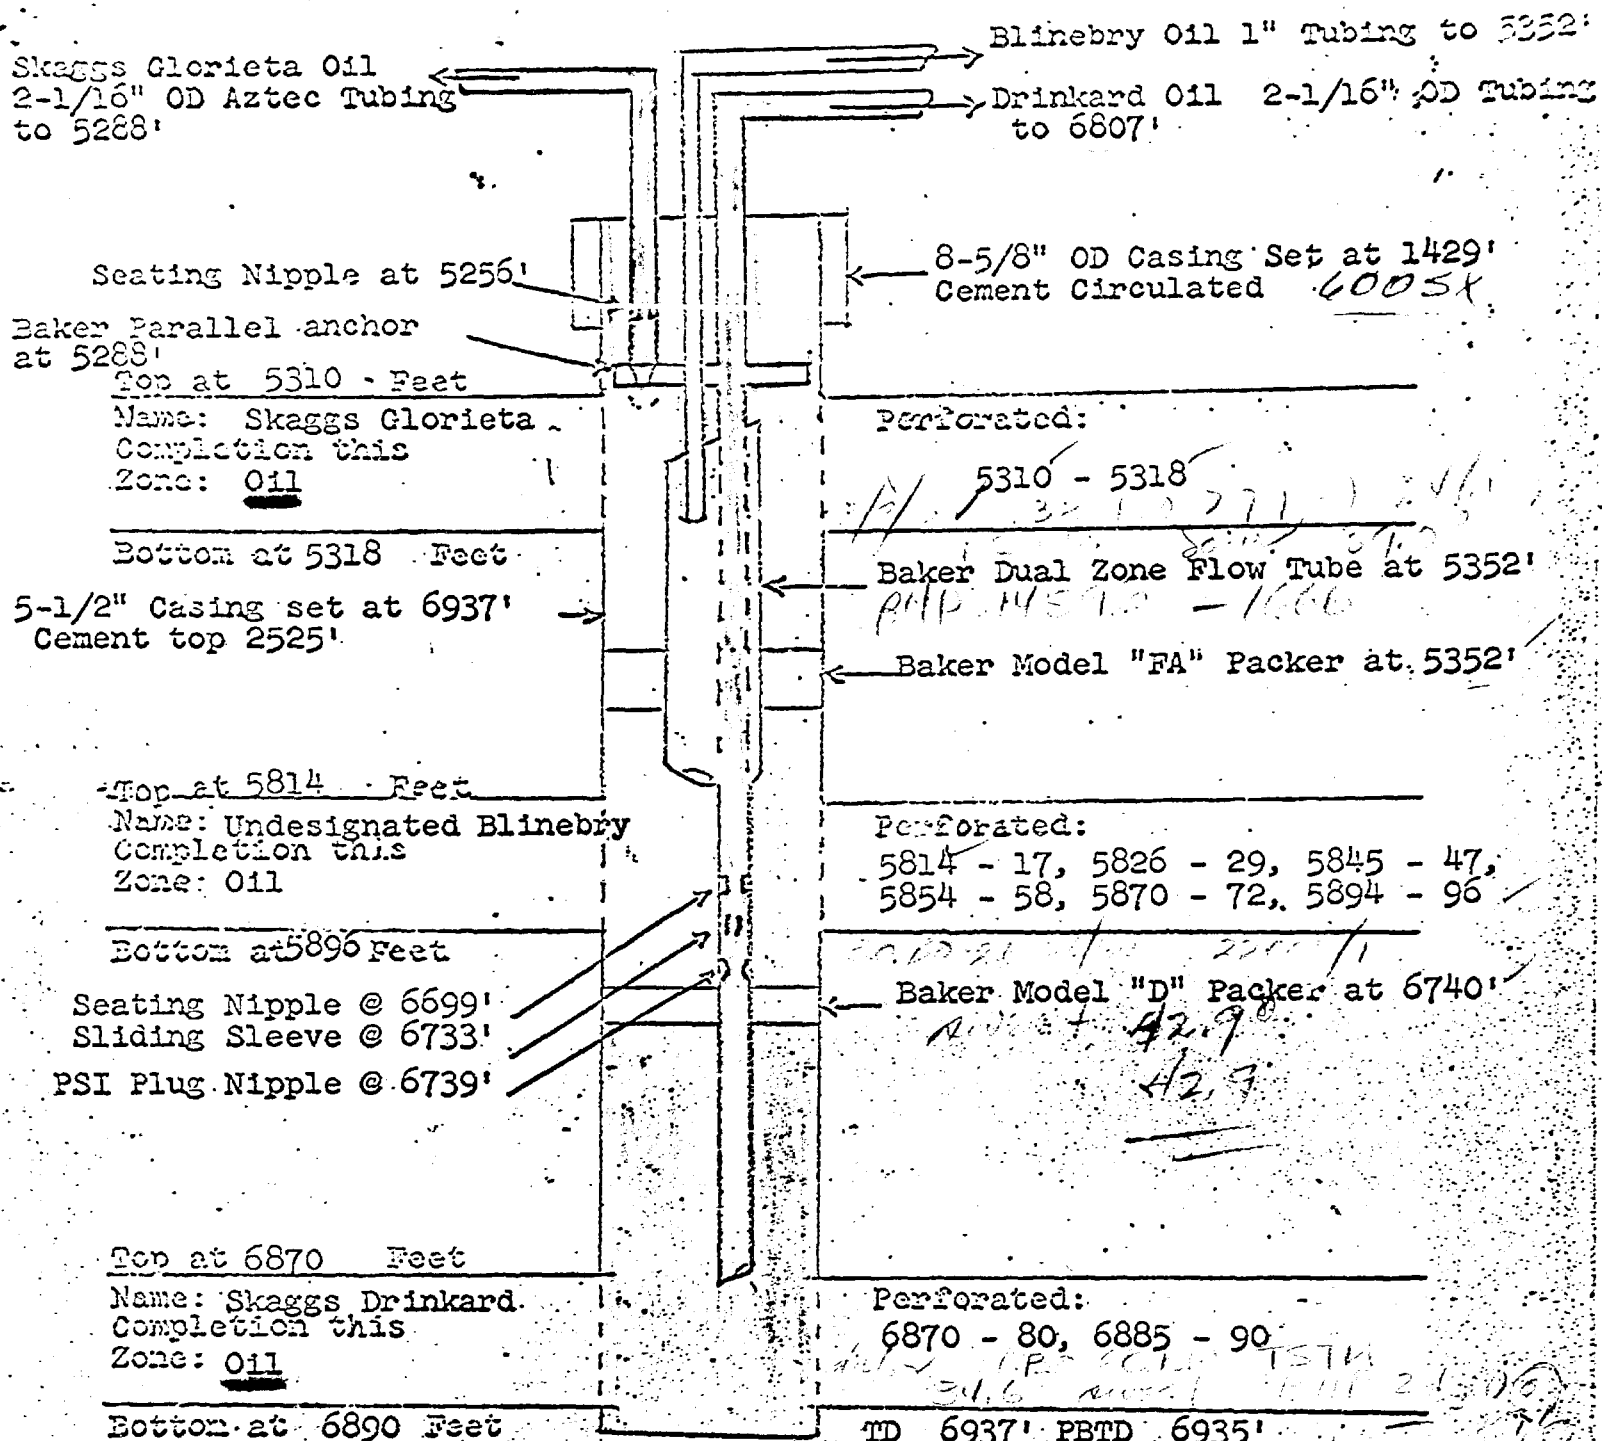 Blinebry Oil 1" Tubing to 5352'
Skaggs Glorieta Oil
2-1/16" OD Aztec Tubing
to 5288'
Drinkard Oil 2-1/16" OD Tubing
to 6807'
8-5/8" OD Casing Set at 1429'
Cement Circulated 600 SX
Seating Nipple at 5256'
Baker Parallel anchor
at 5288'
Top at 5310 - Feet
Name: Skaggs Glorieta
Completion this
Zone: Oil
Perforated:
5310 - 5318
Bottom at 5318 Feet
Baker Dual Zone Flow Tube at 5352'
5-1/2" Casing set at 6937'
Cement top 2525'
Baker Model "FA" Packer at 5352'
Top at 5814 Feet
Name: Undesignated Blinebry
Completion this
Zone: Oil
Perforated:
5814 - 17, 5826 - 29, 5845 - 47,
5854 - 58, 5870 - 72, 5894 - 96
Bottom at 5896 Feet
Seating Nipple @ 6699'
Sliding Sleeve @ 6733'
PSI Plug Nipple @ 6739'
Baker Model "D" Packer at 6740'
42.9
42.9
Top at 6870 Feet
Name: Skaggs Drinkard
Completion this
Zone: Oil
Perforated:
6870 - 80, 6885 - 90
TSTM
34.6
Bottom at 6890 Feet
TD 6937' PBTD 6935'